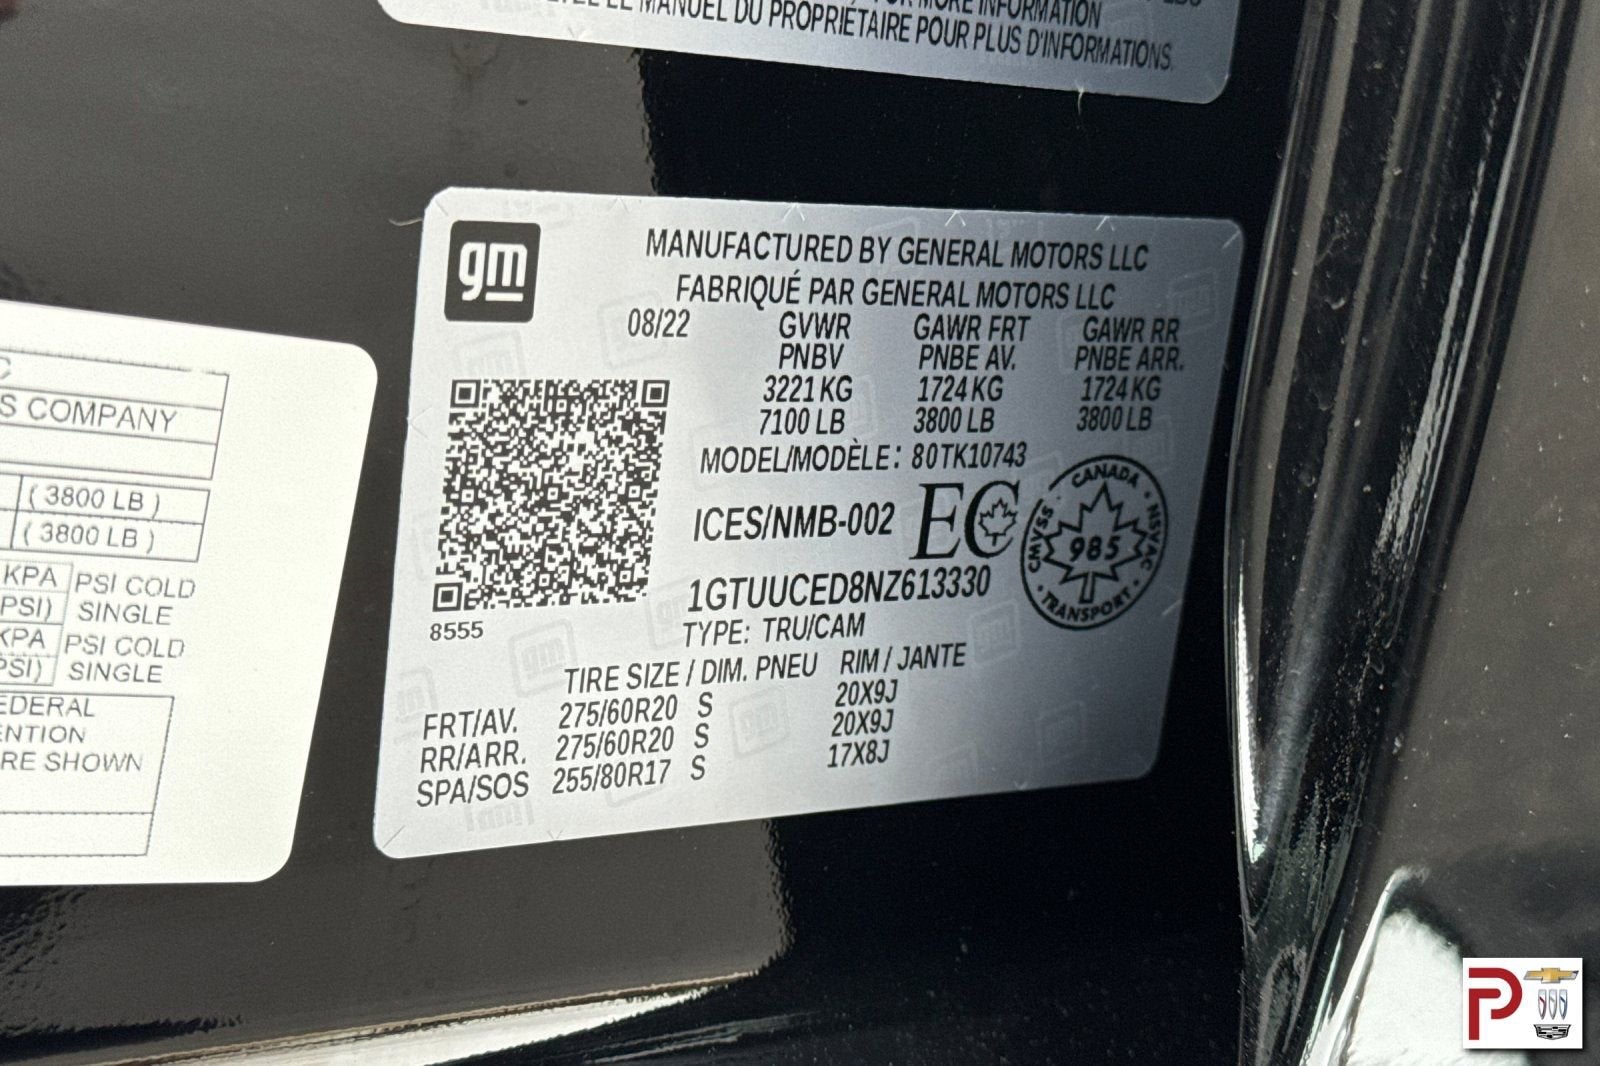 FOR MORE INFORMATION
LE MANUEL DU PROPRIÉTAIRE POUR PLUS D'INFORMATIONS.
gm
MANUFACTURED BY GENERAL MOTORS LLC
FABRIQUÉ PAR GENERAL MOTORS LLC
08/22 GVWR GAWR FRT GAWR RR
PNBV PNBE AV. PNBE ARR.
3221 KG 1724 KG 1724 KG
7100 LB 3800 LB 3800 LB
MODEL/MODÈLE: 80TK10743
ICES/NMB-002 EC
CANADA CMVSS NSVAC 985 TRANSPORT
1GTUUCED8NZ613330
8555
TYPE: TRU/CAM
TIRE SIZE / DIM. PNEU RIM / JANTE
FRT/AV. 275/60R20 S 20X9J
RR/ARR. 275/60R20 S 20X9J
SPA/SOS 255/80R17 S 17X8J
S COMPANY
( 3800 LB )
( 3800 LB )
KPA PSI COLD
PSI) SINGLE
KPA PSI COLD
PSI) SINGLE
EDERAL
ENTION
RE SHOWN
P